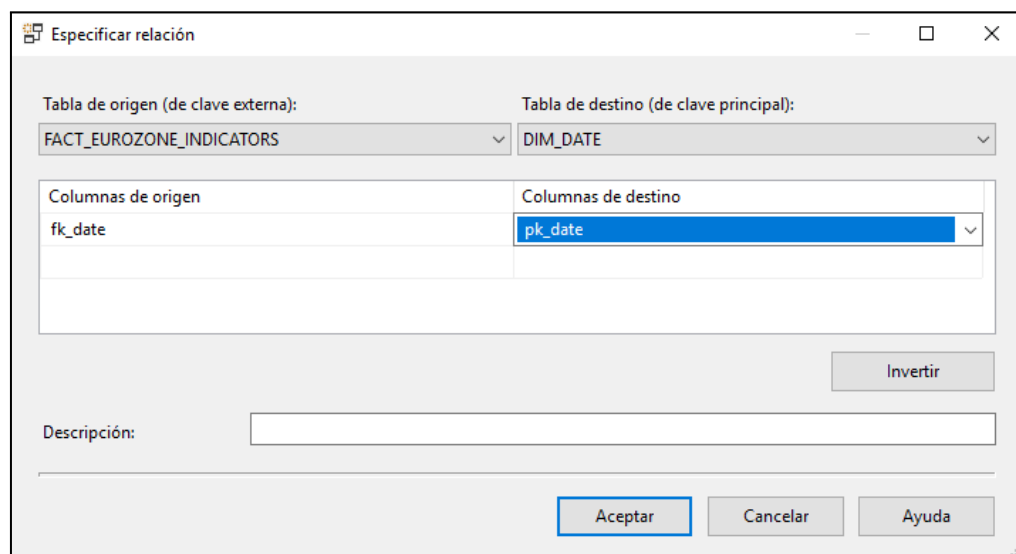 Especificar relación
Tabla de origen (de clave externa):
Tabla de destino (de clave principal):
FACT_EUROZONE_INDICATORS
DIM_DATE
Columnas de origen
Columnas de destino
fk_date
pk_date
Invertir
Descripción:
Aceptar
Cancelar
Ayuda